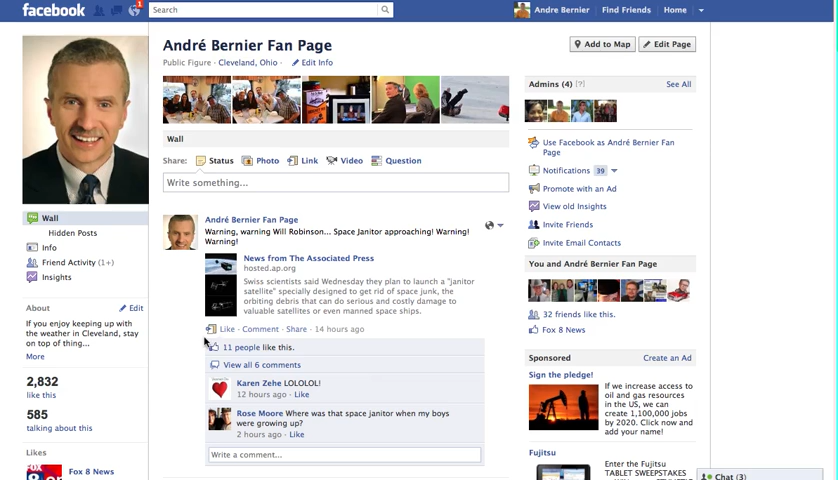 facebook
1
Search
Andre Bernier
Find Friends
Home
André Bernier Fan Page
Public Figure · Cleveland, Ohio · Edit Info
Add to Map
Edit Page
Wall
Share: Status Photo Link Video Question
Write something...
André Bernier Fan Page
Warning, warning Will Robinson... Space Janitor approaching! Warning!
Warning!
News from The Associated Press
hosted.ap.org
Swiss scientists said Wednesday they plan to launch a "janitor
satellite" specially designed to get rid of space junk, the
orbiting debris that can do serious and costly damage to
valuable satellites or even manned space ships.
Like · Comment · Share · 14 hours ago
11 people like this.
View all 6 comments
Karen Zehe LOLOLOL!
12 hours ago · Like
Rose Moore Where was that space janitor when my boys
were growing up?
2 hours ago · Like
Write a comment...
Wall
Hidden Posts
Info
Friend Activity (1+)
Insights
About
Edit
If you enjoy keeping up with
the weather in Cleveland, stay
on top of thing...
More
2,832
like this
585
talking about this
Likes
Fox 8 News
Admins (4) [?]
See All
Use Facebook as André Bernier Fan
Page
Notifications 39
Promote with an Ad
View old Insights
Invite Friends
Invite Email Contacts
You and André Bernier Fan Page
32 friends like this.
Fox 8 News
Sponsored
Create an Ad
Sign the pledge!
If we increase access to
oil and gas resources
in the US, we can
create 1,100,000 jobs
by 2020. Click now and
add your name!
Fujitsu
Enter the Fujitsu
TABLET SWEEPSTAKES
Chat (3)